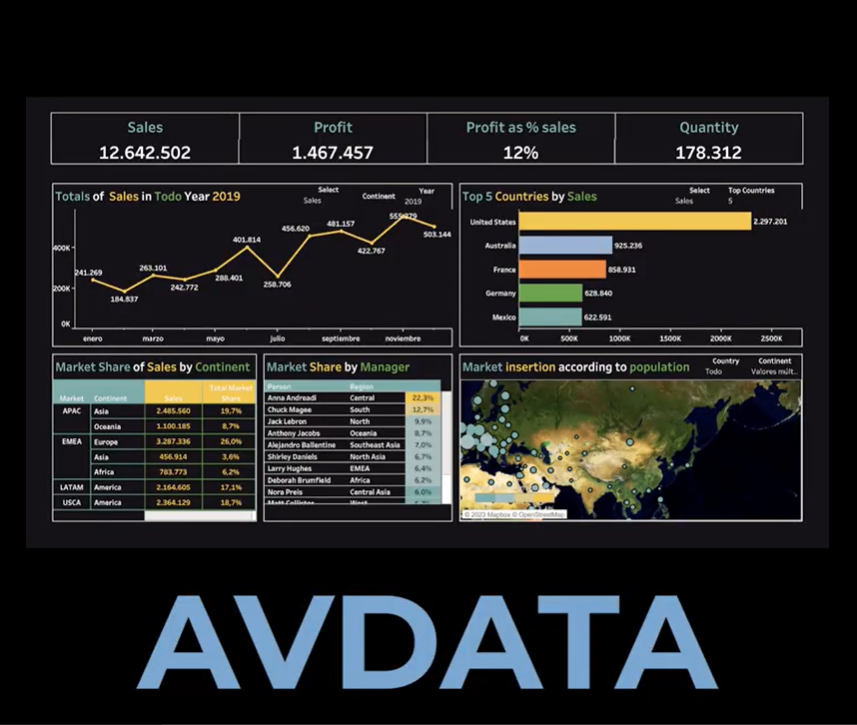 Sales
12.642.502
Profit
1.467.457
Profit as % sales
12%
Quantity
178.312
Totals of Sales in Todo Year 2019
Select
Sales
Continent
Year
2019
400K
200K
0K
241.269
184.837
263.101
242.772
288.401
401.814
258.706
456.620
481.157
422.767
503.144
enero
marzo
mayo
julio
septiembre
noviembre
Top 5 Countries by Sales
Select
Sales
Top Countries
5
United States 2.297.201
Australia 925.236
France 858.931
Germany 628.840
Mexico 622.591
0K 500K 1000K 1500K 2000K 2500K
Market Share of Sales by Continent
Market Continent Sales Total Market Share
APAC Asia 2.485.560 19,7%
Oceania 1.100.185 8,7%
EMEA Europe 3.287.336 26,0%
Asia 456.914 3,6%
Africa 783.773 6,2%
LATAM America 2.164.605 17,1%
USCA America 2.364.129 18,7%
Market Share by Manager
Person Region
Anna Andreadi Central 22,3%
Chuck Magee South 12,7%
Jack Lebron North 9,9%
Anthony Jacobs Oceania 8,7%
Alejandro Ballentine Southeast Asia 7,0%
Shirley Daniels North Asia 6,7%
Larry Hughes EMEA 6,4%
Deborah Brumfield Africa 6,2%
Nora Preis Central Asia 6,0%
Market insertion according to population
Country
Todo
Continent
Valores múlt..
© 2023 Mapbox © OpenStreetMap
AVDATA